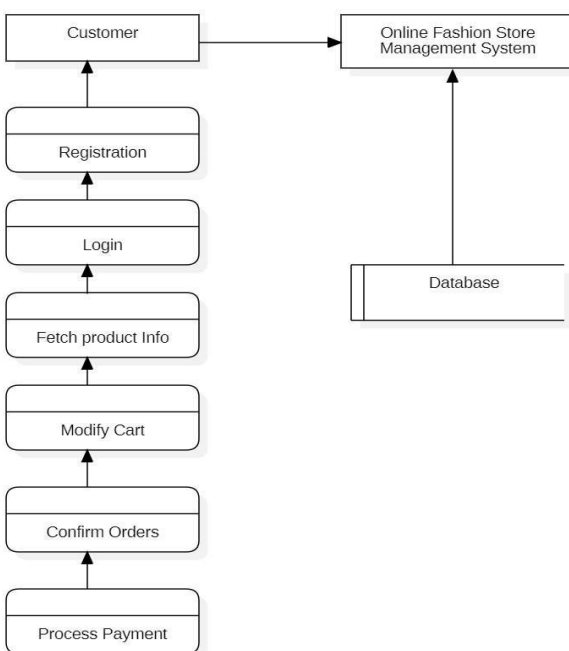 Customer
Online Fashion Store
Management System
Registration
Login
Database
Fetch product Info
Modify Cart
Confirm Orders
Process Payment